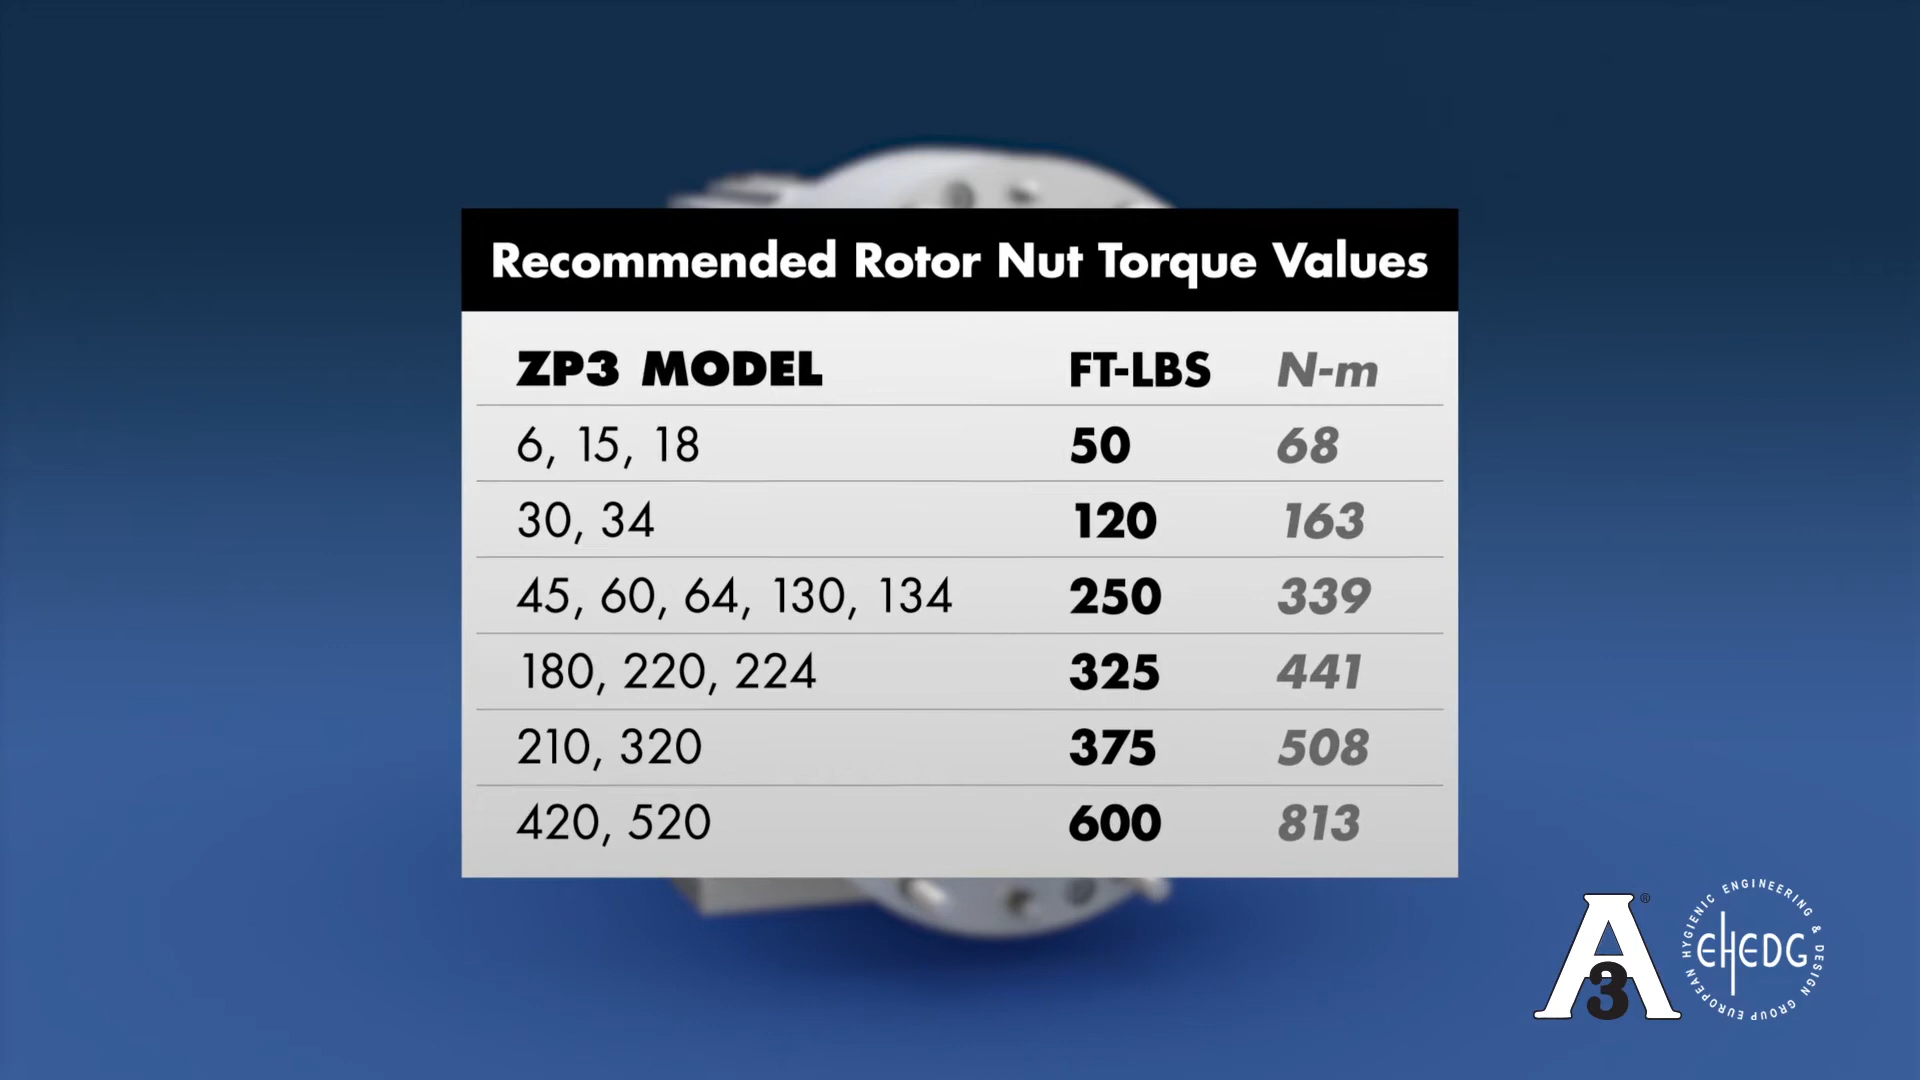 Recommended Rotor Nut Torque Values
ZP3 MODEL FT-LBS N-m
6, 15, 18 50 68
30, 34 120 163
45, 60, 64, 130, 134 250 339
180, 220, 224 325 441
210, 320 375 508
420, 520 600 813
A3®
EHEDG
HYGIENIC ENGINEERING & DESIGN GROUP EUROPEAN